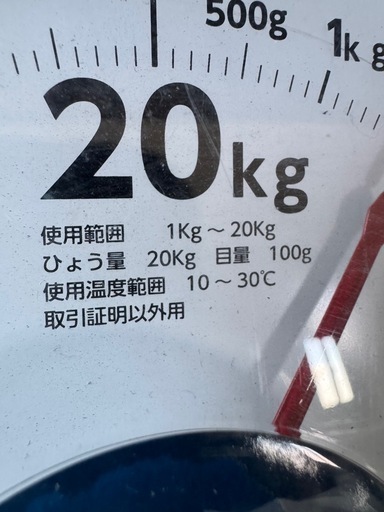 500g
1kg
20kg
使用範囲 1Kg～20Kg
ひょう量 20Kg 目量 100g
使用温度範囲 10～30℃
取引証明以外用